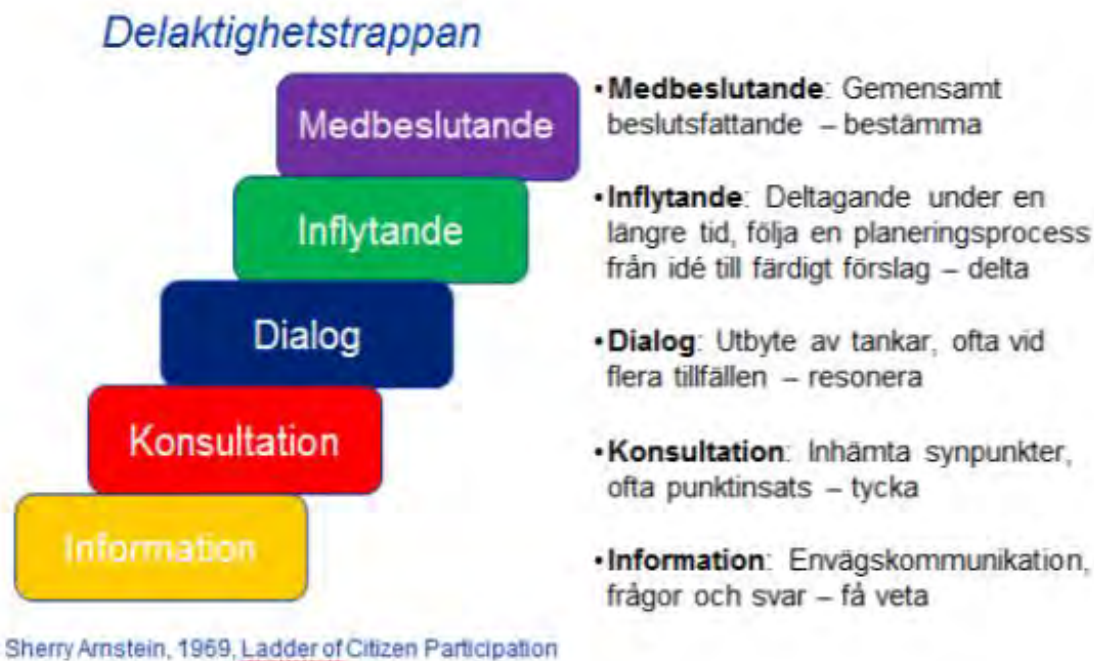 Delaktighetstrappan
Medbeslutande
Inflytande
Dialog
Konsultation
Information
•Medbeslutande: Gemensamt
beslutsfattande – bestämma
•Inflytande: Deltagande under en
längre tid, följa en planeringsprocess
från idé till färdigt förslag – delta
•Dialog: Utbyte av tankar, ofta vid
flera tillfällen – resonera
•Konsultation: Inhämta synpunkter,
ofta punktinsats – tycka
•Information: Envägskommunikation,
frågor och svar – få veta
Sherry Arnstein, 1969, Ladder of Citizen Participation